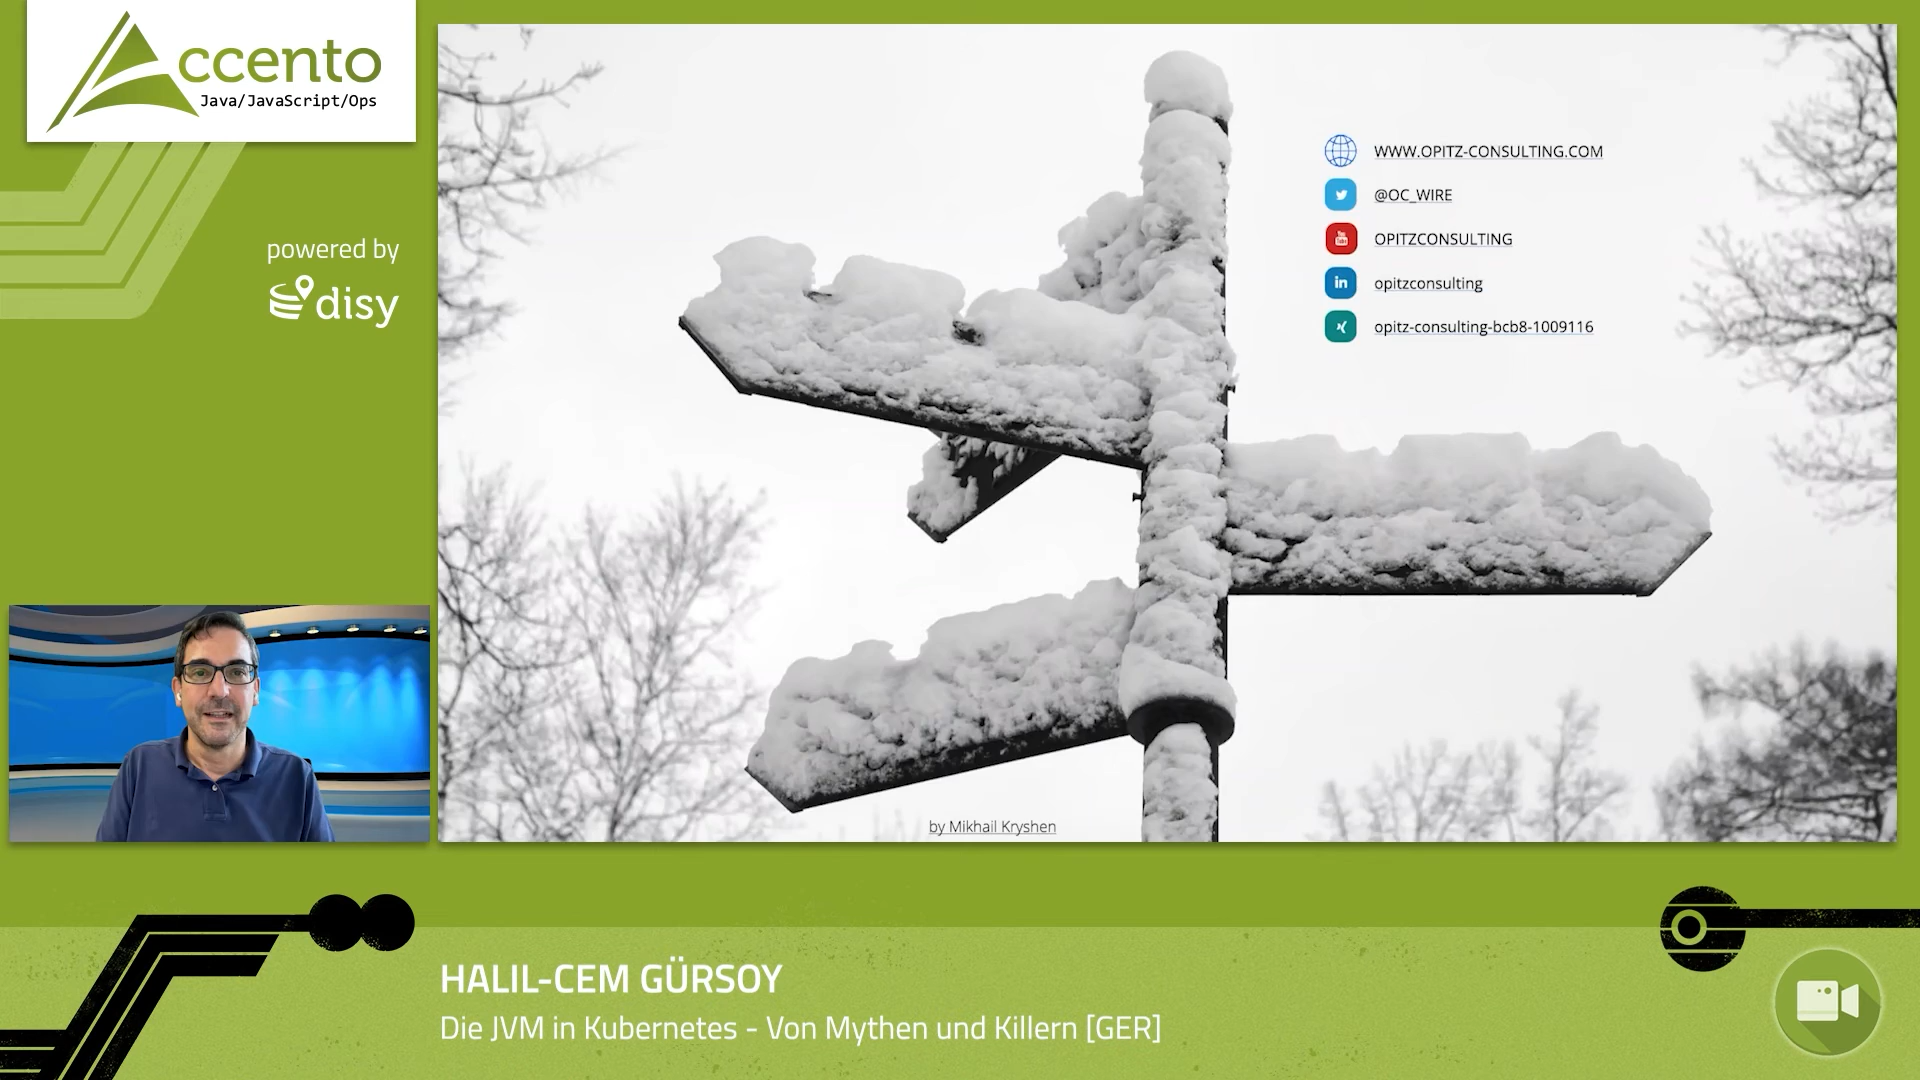 Accento
Java/JavaScript/Ops
powered by
disy
WWW.OPITZ-CONSULTING.COM
@OC_WIRE
OPITZCONSULTING
opitzconsulting
opitz-consulting-bcb8-1009116
by Mikhail Kryshen
HALIL-CEM GÜRSOY
Die JVM in Kubernetes - Von Mythen und Killern [GER]